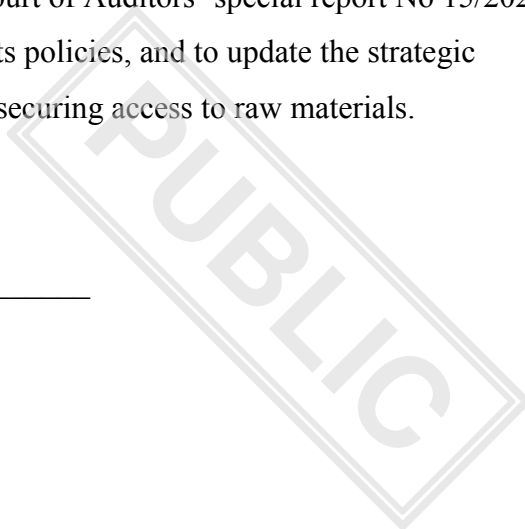 ourt of Auditors' special report No 15/202
ts policies, and to update the strategic
securing access to raw materials.
PUBLIC